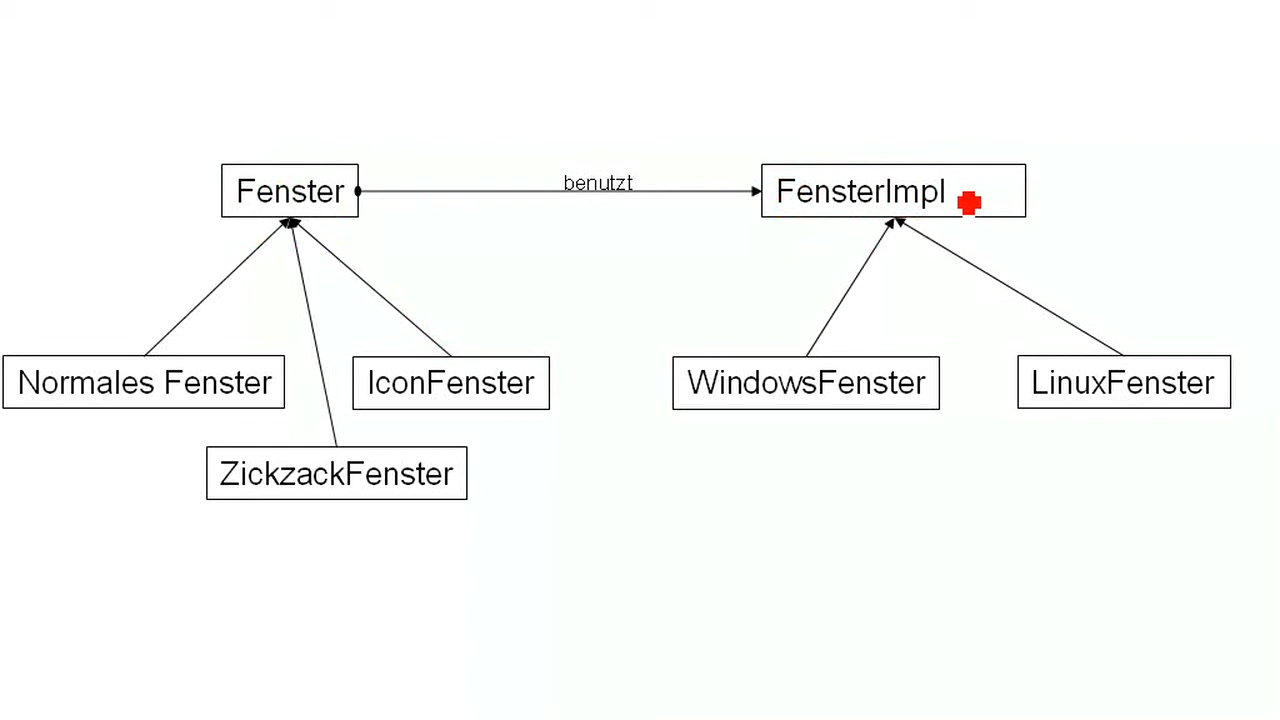 Fenster
benutzt
FensterImpl
Normales Fenster
IconFenster
WindowsFenster
LinuxFenster
ZickzackFenster